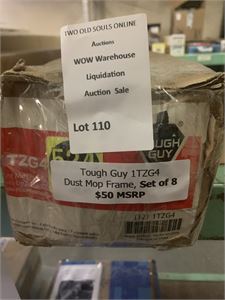 TWO OLD SOULS ONLINE
Auctions
WOW Warehouse
Liquidation
Auction Sale
Lot 110
1TZG4
TOUGH
GUY
Tough Guy 1TZG4
Dust Mop Frame, Set of 8
$50 MSRP
(12) 1TZG4